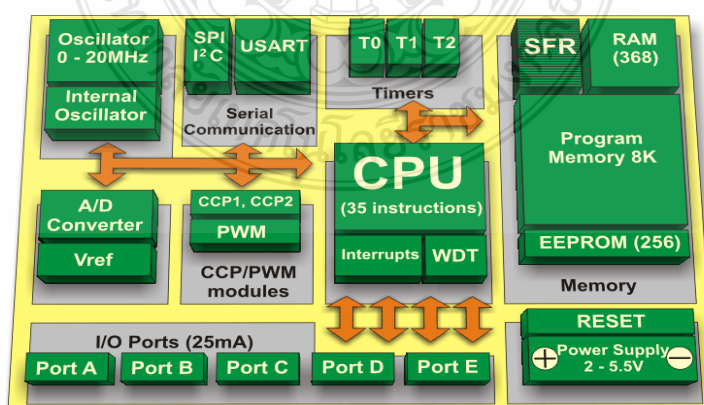 Oscillator
0 - 20MHz
Internal
Oscillator
SPI
I²C
USART
Serial
Communication
T0
T1
T2
Timers
SFR
RAM
(368)
Program
Memory 8K
EEPROM (256)
Memory
CPU
(35 instructions)
Interrupts
WDT
A/D
Converter
Vref
CCP1, CCP2
PWM
CCP/PWM
modules
I/O Ports (25mA)
Port A
Port B
Port C
Port D
Port E
RESET
+ Power Supply −
2 - 5.5V